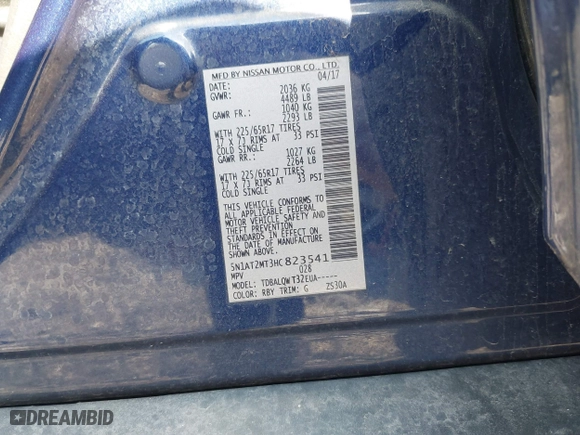 MFD BY NISSAN MOTOR CO., LTD.
DATE: 04/17
GVWR: 2036 KG
4489 LB
GAWR FR.: 1040 KG
2293 LB
WITH 225/65R17 TIRES
17 X 7J RIMS AT 33 PSI
COLD SINGLE
GAWR RR.: 1027 KG
2264 LB
WITH 225/65R17 TIRES
17 X 7J RIMS AT 33 PSI
COLD SINGLE
THIS VEHICLE CONFORMS TO
ALL APPLICABLE FEDERAL
MOTOR VEHICLE SAFETY AND
THEFT PREVENTION
STANDARDS IN EFFECT ON
THE DATE OF MANUFACTURE
SHOWN ABOVE.
5N1AT2MT3HC823541
MPV 028
MODEL: TDBALQWT32EUA-----
COLOR: RBY TRIM: G ZS30A
©DREAMBID